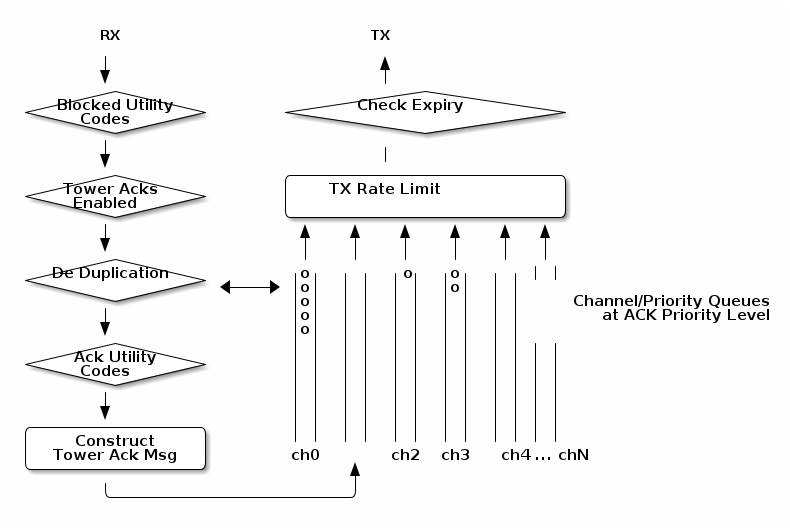 RX
TX
Blocked Utility
Codes
Check Expiry
Tower Acks
Enabled
TX Rate Limit
De Duplication
o
o
o
o
o
o
o
o
Channel/Priority Queues
at ACK Priority Level
Ack Utility
Codes
Construct
Tower Ack Msg
ch0
ch2
ch3
ch4... chN